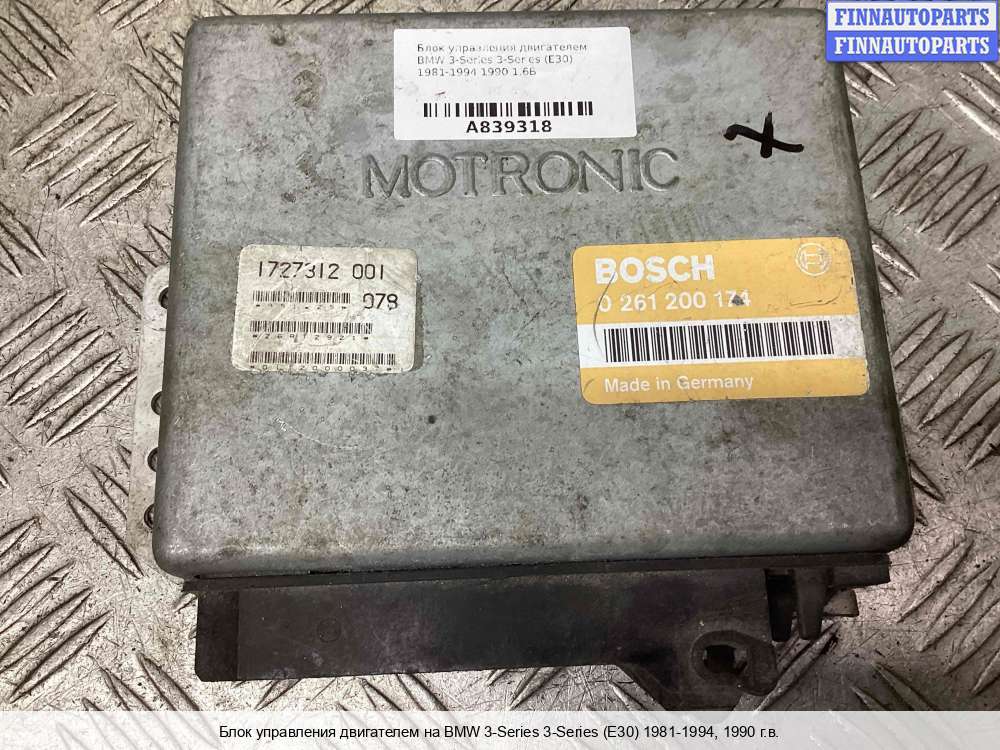 FINNAUTOPARTS
FINNAUTOPARTS
Блок управления двигателем
BMW 3-Series 3-Series (E30)
1981-1994 1990 1.6Б
A839318
MOTRONIC
x
1727312 001
078
BOSCH
0 261 200 174
Made in Germany
Блок управления двигателем на BMW 3-Series 3-Series (E30) 1981-1994, 1990 г.в.